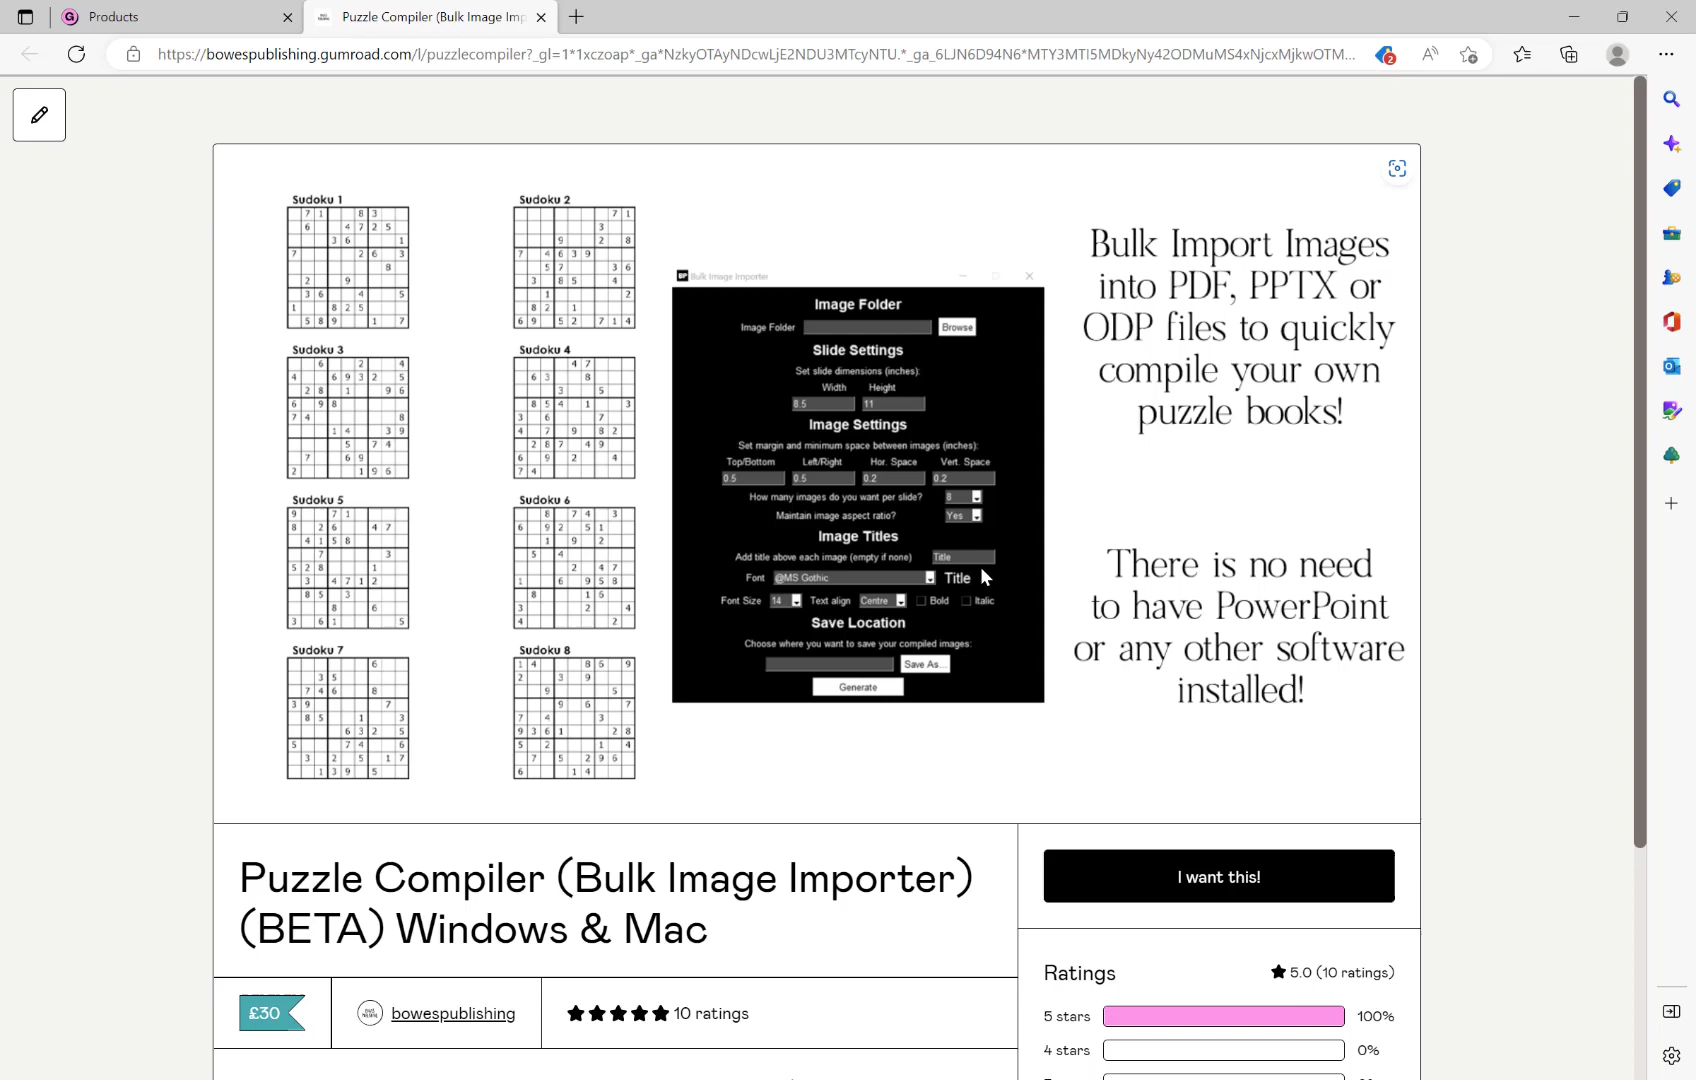 Products
Puzzle Compiler (Bulk Image Imp
https://bowespublishing.gumroad.com/l/puzzlecompiler?_gl=1*1xczoap*_ga*NzkyOTAyNDcwLjE2NDU3MTcyNTU.*_ga_6LJN6D94N6*MTY3MTI5MDkyNy42ODMuMS4xNjcxMjkwOTM...
2
Sudoku 1
Sudoku 2
Sudoku 3
Sudoku 4
Sudoku 5
Sudoku 6
Sudoku 7
Sudoku 8
BP Bulk Image Importer
Image Folder
Image Folder Browse
Slide Settings
Set slide dimensions (inches):
Width Height
8.5 11
Image Settings
Set margin and minimum space between images (inches):
Top/Bottom Left/Right Hor. Space Vert. Space
0.5 0.5 0.2 0.2
How many images do you want per slide? 8
Maintain image aspect ratio? Yes
Image Titles
Add title above each image (empty if none) Title
Font @MS Gothic Title
Font Size 14 Text align Centre Bold Italic
Save Location
Choose where you want to save your compiled images:
Save As...
Generate
Bulk Import Images
into PDF, PPTX or
ODP files to quickly
compile your own
puzzle books!
There is no need
to have PowerPoint
or any other software
installed!
Puzzle Compiler (Bulk Image Importer)
(BETA) Windows & Mac
£30
bowespublishing
10 ratings
I want this!
Ratings
5.0 (10 ratings)
5 stars 100%
4 stars 0%